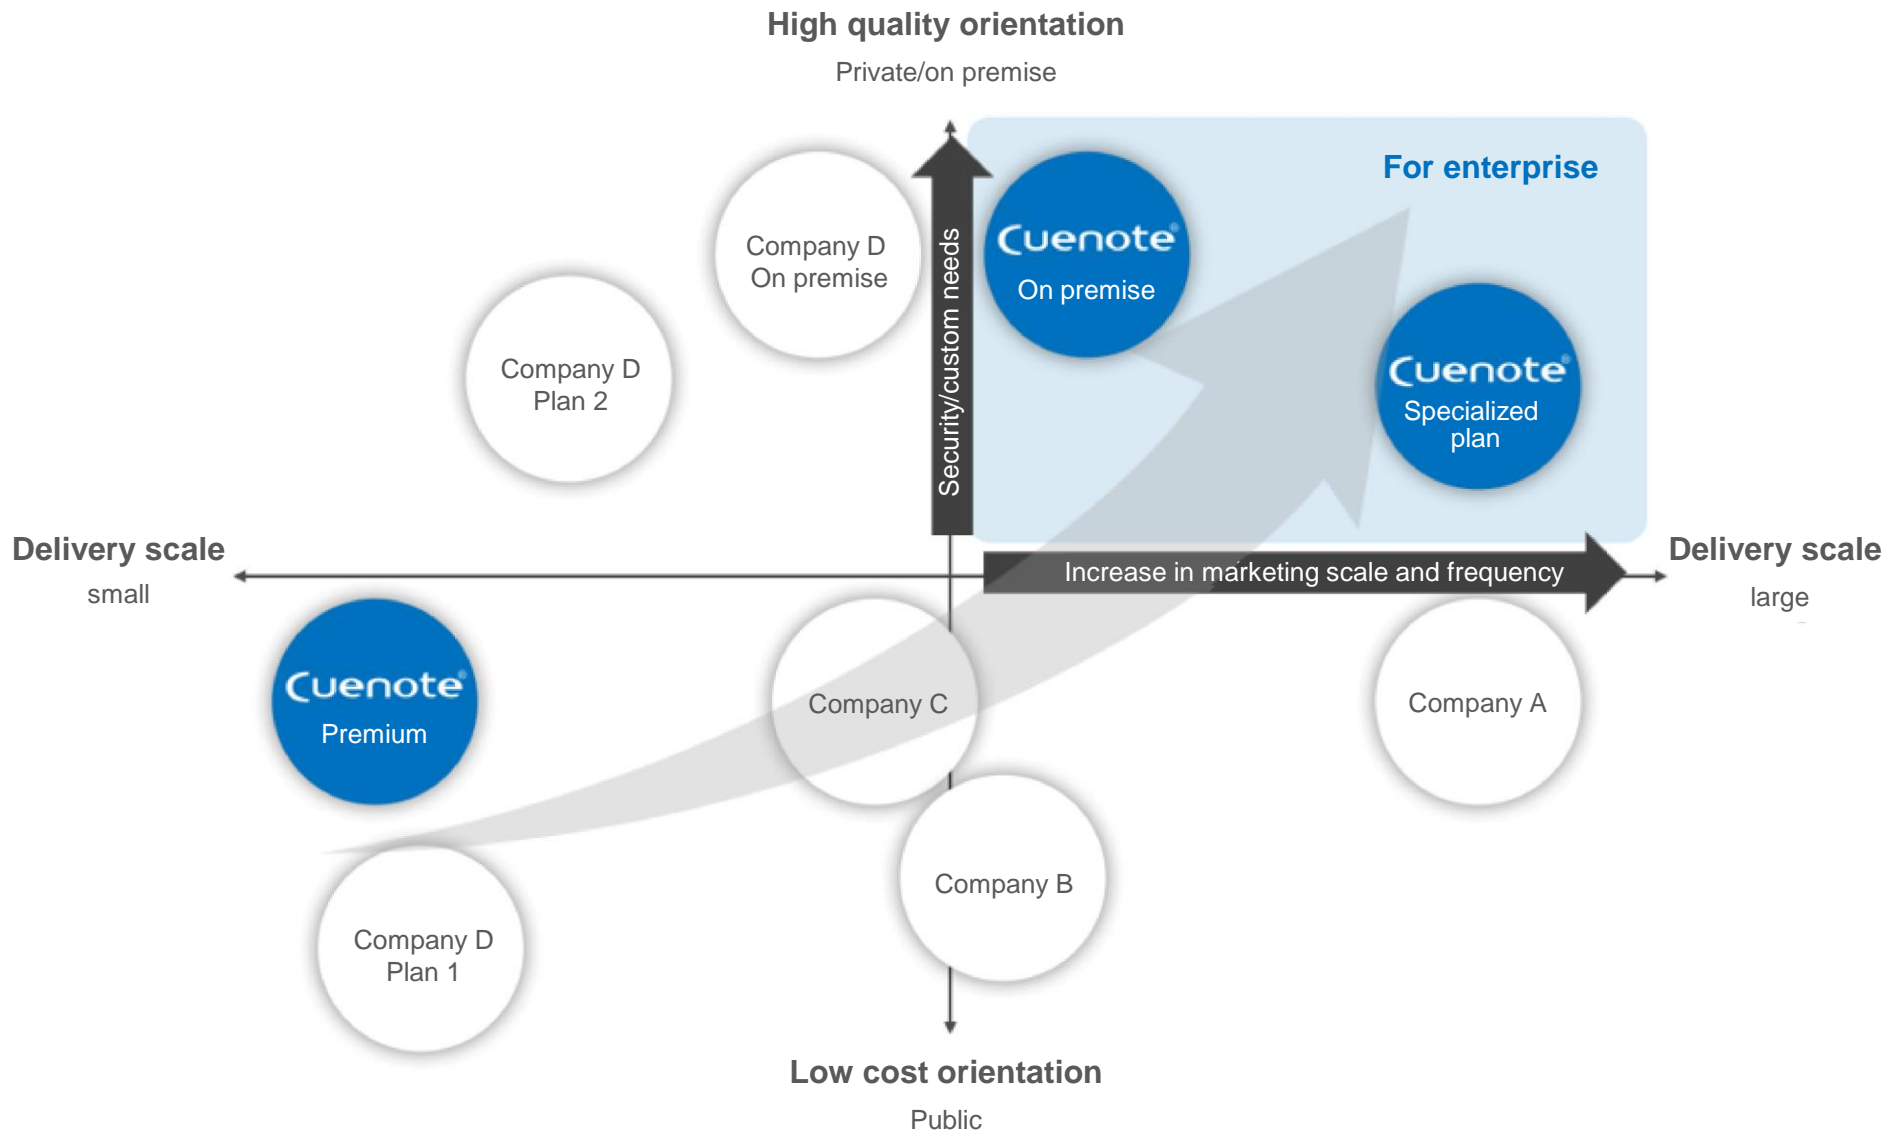 High quality orientation
Private/on premise
For enterprise
Company D
On premise
Security/custom needs
Cuenote®
On premise
Company D
Plan 2
Cuenote®
Specialized
plan
Delivery scale
small
Increase in marketing scale and frequency
Delivery scale
large
Cuenote®
Premium
Company C
Company A
Company B
Company D
Plan 1
Low cost orientation
Public